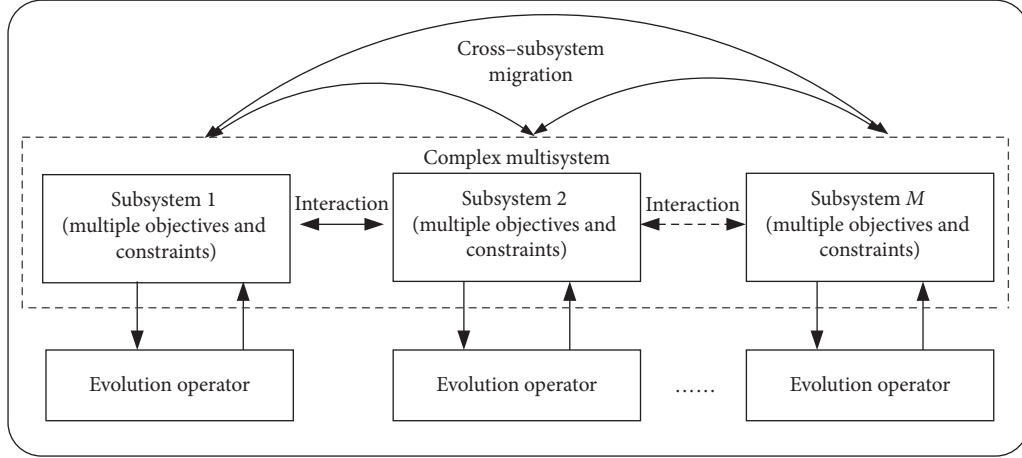 Cross–subsystem
migration
Complex multisystem
Subsystem 1
(multiple objectives and
constraints)
Interaction
Subsystem 2
(multiple objectives and
constraints)
Interaction
Subsystem M
(multiple objectives and
constraints)
Evolution operator
Evolution operator
......
Evolution operator